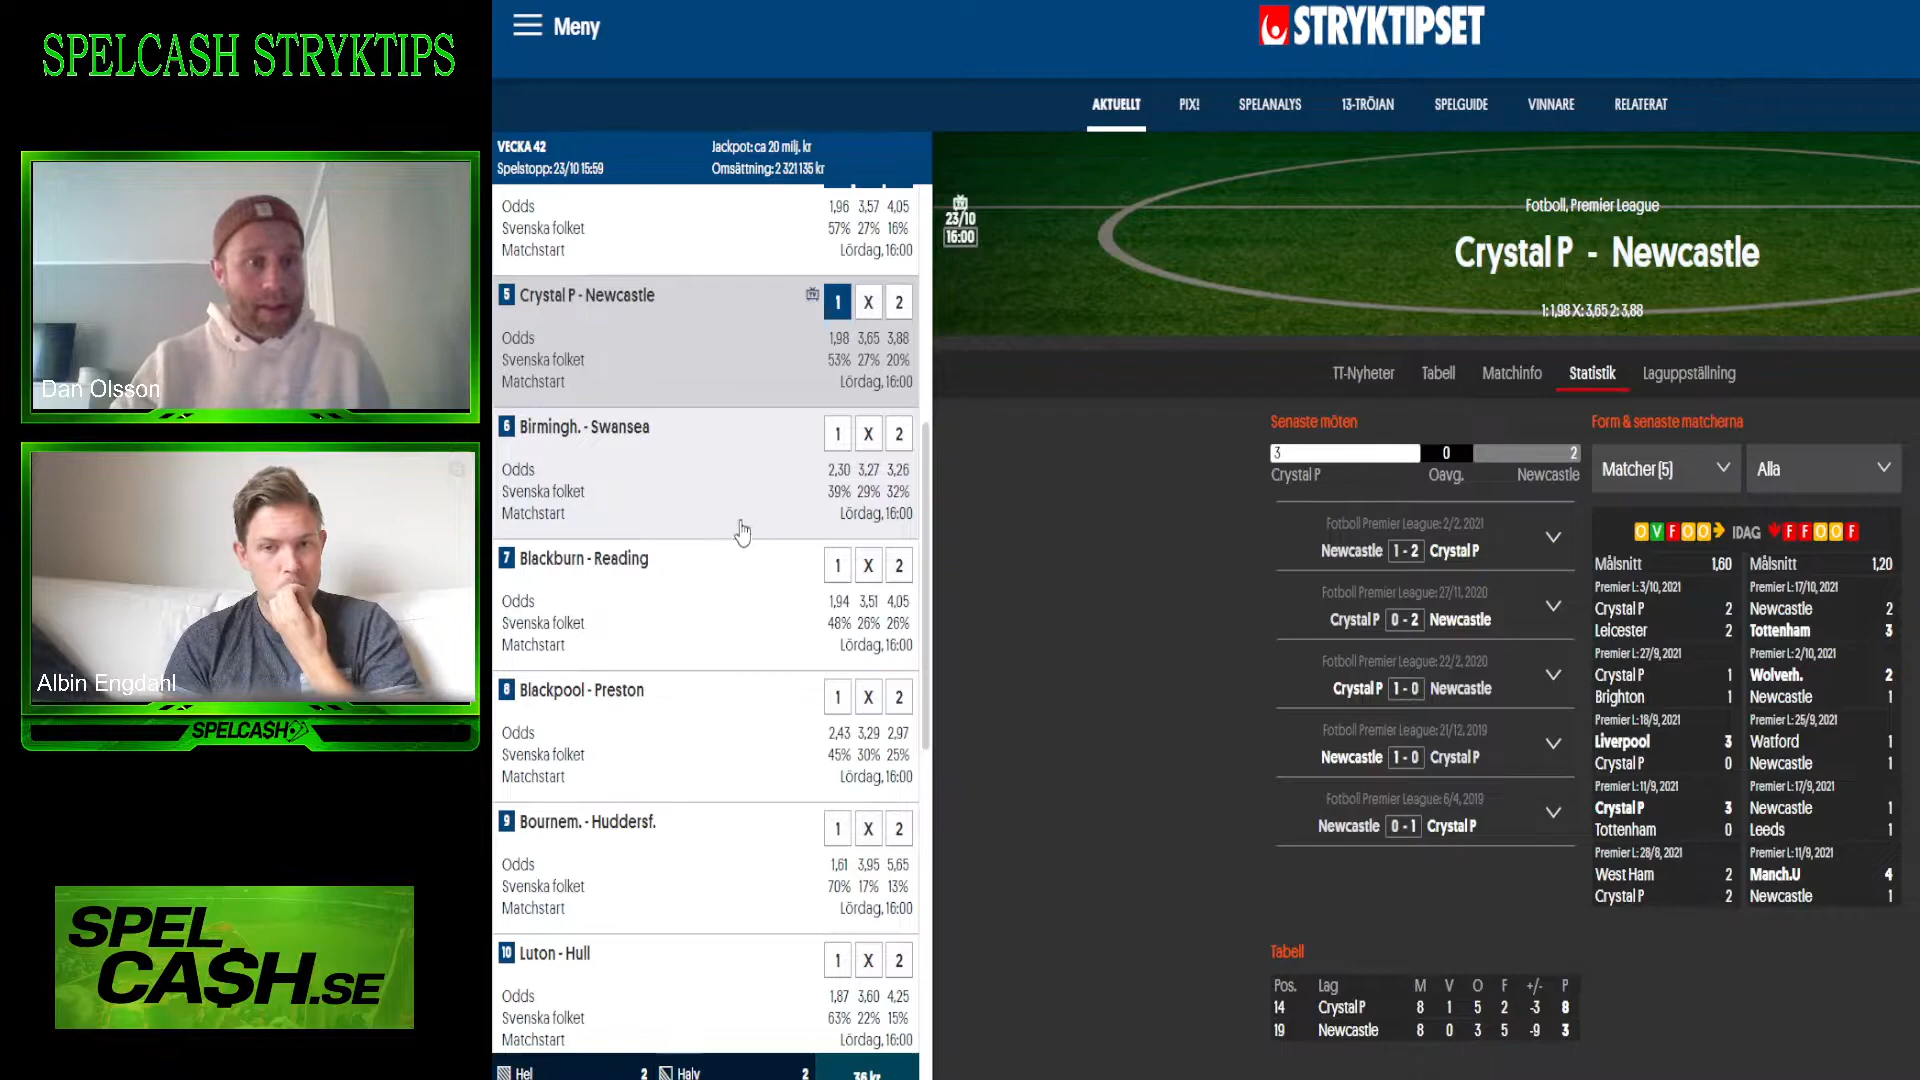 SPELCASH STRYKTIPS
Dan Olsson
Albin Engdahl
SPELCA$H
SPEL
CA$H.SE
Meny
STRYKTIPSET
AKTUELLT PIX! SPELANALYS 13-TRÖJAN SPELGUIDE VINNARE RELATERAT
VECKA 42 Jackpot: ca 20 milj. kr
Spelstopp: 23/10 15:59 Omsättning: 2 321 135 kr
Odds 1,96 3,57 4,05
Svenska folket 57% 27% 16%
Matchstart Lördag, 16:00
5 Crystal P - Newcastle TV 1 X 2
Odds 1,98 3,65 3,88
Svenska folket 53% 27% 20%
Matchstart Lördag, 16:00
6 Birmingh. - Swansea 1 X 2
Odds 2,30 3,27 3,26
Svenska folket 39% 29% 32%
Matchstart Lördag, 16:00
7 Blackburn - Reading 1 X 2
Odds 1,94 3,51 4,05
Svenska folket 48% 26% 26%
Matchstart Lördag, 16:00
8 Blackpool - Preston 1 X 2
Odds 2,43 3,29 2,97
Svenska folket 45% 30% 25%
Matchstart Lördag, 16:00
9 Bournem. - Huddersf. 1 X 2
Odds 1,61 3,95 5,65
Svenska folket 70% 17% 13%
Matchstart Lördag, 16:00
10 Luton - Hull 1 X 2
Odds 1,87 3,60 4,25
Svenska folket 63% 22% 15%
Matchstart Lördag, 16:00
Hel 2 Halv 2 36 kr
TV
23/10
16:00
Fotboll, Premier League
Crystal P - Newcastle
1: 1,98 X: 3,65 2: 3,88
TT-Nyheter Tabell Matchinfo Statistik Laguppställning
Senaste möten
3 0 2
Crystal P Oavg. Newcastle
Fotboll Premier League: 2/2, 2021
Newcastle 1 - 2 Crystal P
Fotboll Premier League: 27/11, 2020
Crystal P 0 - 2 Newcastle
Fotboll Premier League: 22/2, 2020
Crystal P 1 - 0 Newcastle
Fotboll Premier League: 21/12, 2019
Newcastle 1 - 0 Crystal P
Fotboll Premier League: 6/4, 2019
Newcastle 0 - 1 Crystal P
Form & senaste matcherna
Matcher (5) Alla
O V F O O IDAG F F O O F
Målsnitt 1,60 Målsnitt 1,20
Premier L: 3/10, 2021 Premier L: 17/10, 2021
Crystal P 2 Newcastle 2
Leicester 2 Tottenham 3
Premier L: 27/9, 2021 Premier L: 2/10, 2021
Crystal P 1 Wolverh. 2
Brighton 1 Newcastle 1
Premier L: 18/9, 2021 Premier L: 25/9, 2021
Liverpool 3 Watford 1
Crystal P 0 Newcastle 1
Premier L: 11/9, 2021 Premier L: 17/9, 2021
Crystal P 3 Newcastle 1
Tottenham 0 Leeds 1
Premier L: 28/8, 2021 Premier L: 11/9, 2021
West Ham 2 Manch.U 4
Crystal P 2 Newcastle 1
Tabell
Pos. Lag M V O F +/- P
14 Crystal P 8 1 5 2 -3 8
19 Newcastle 8 0 3 5 -9 3